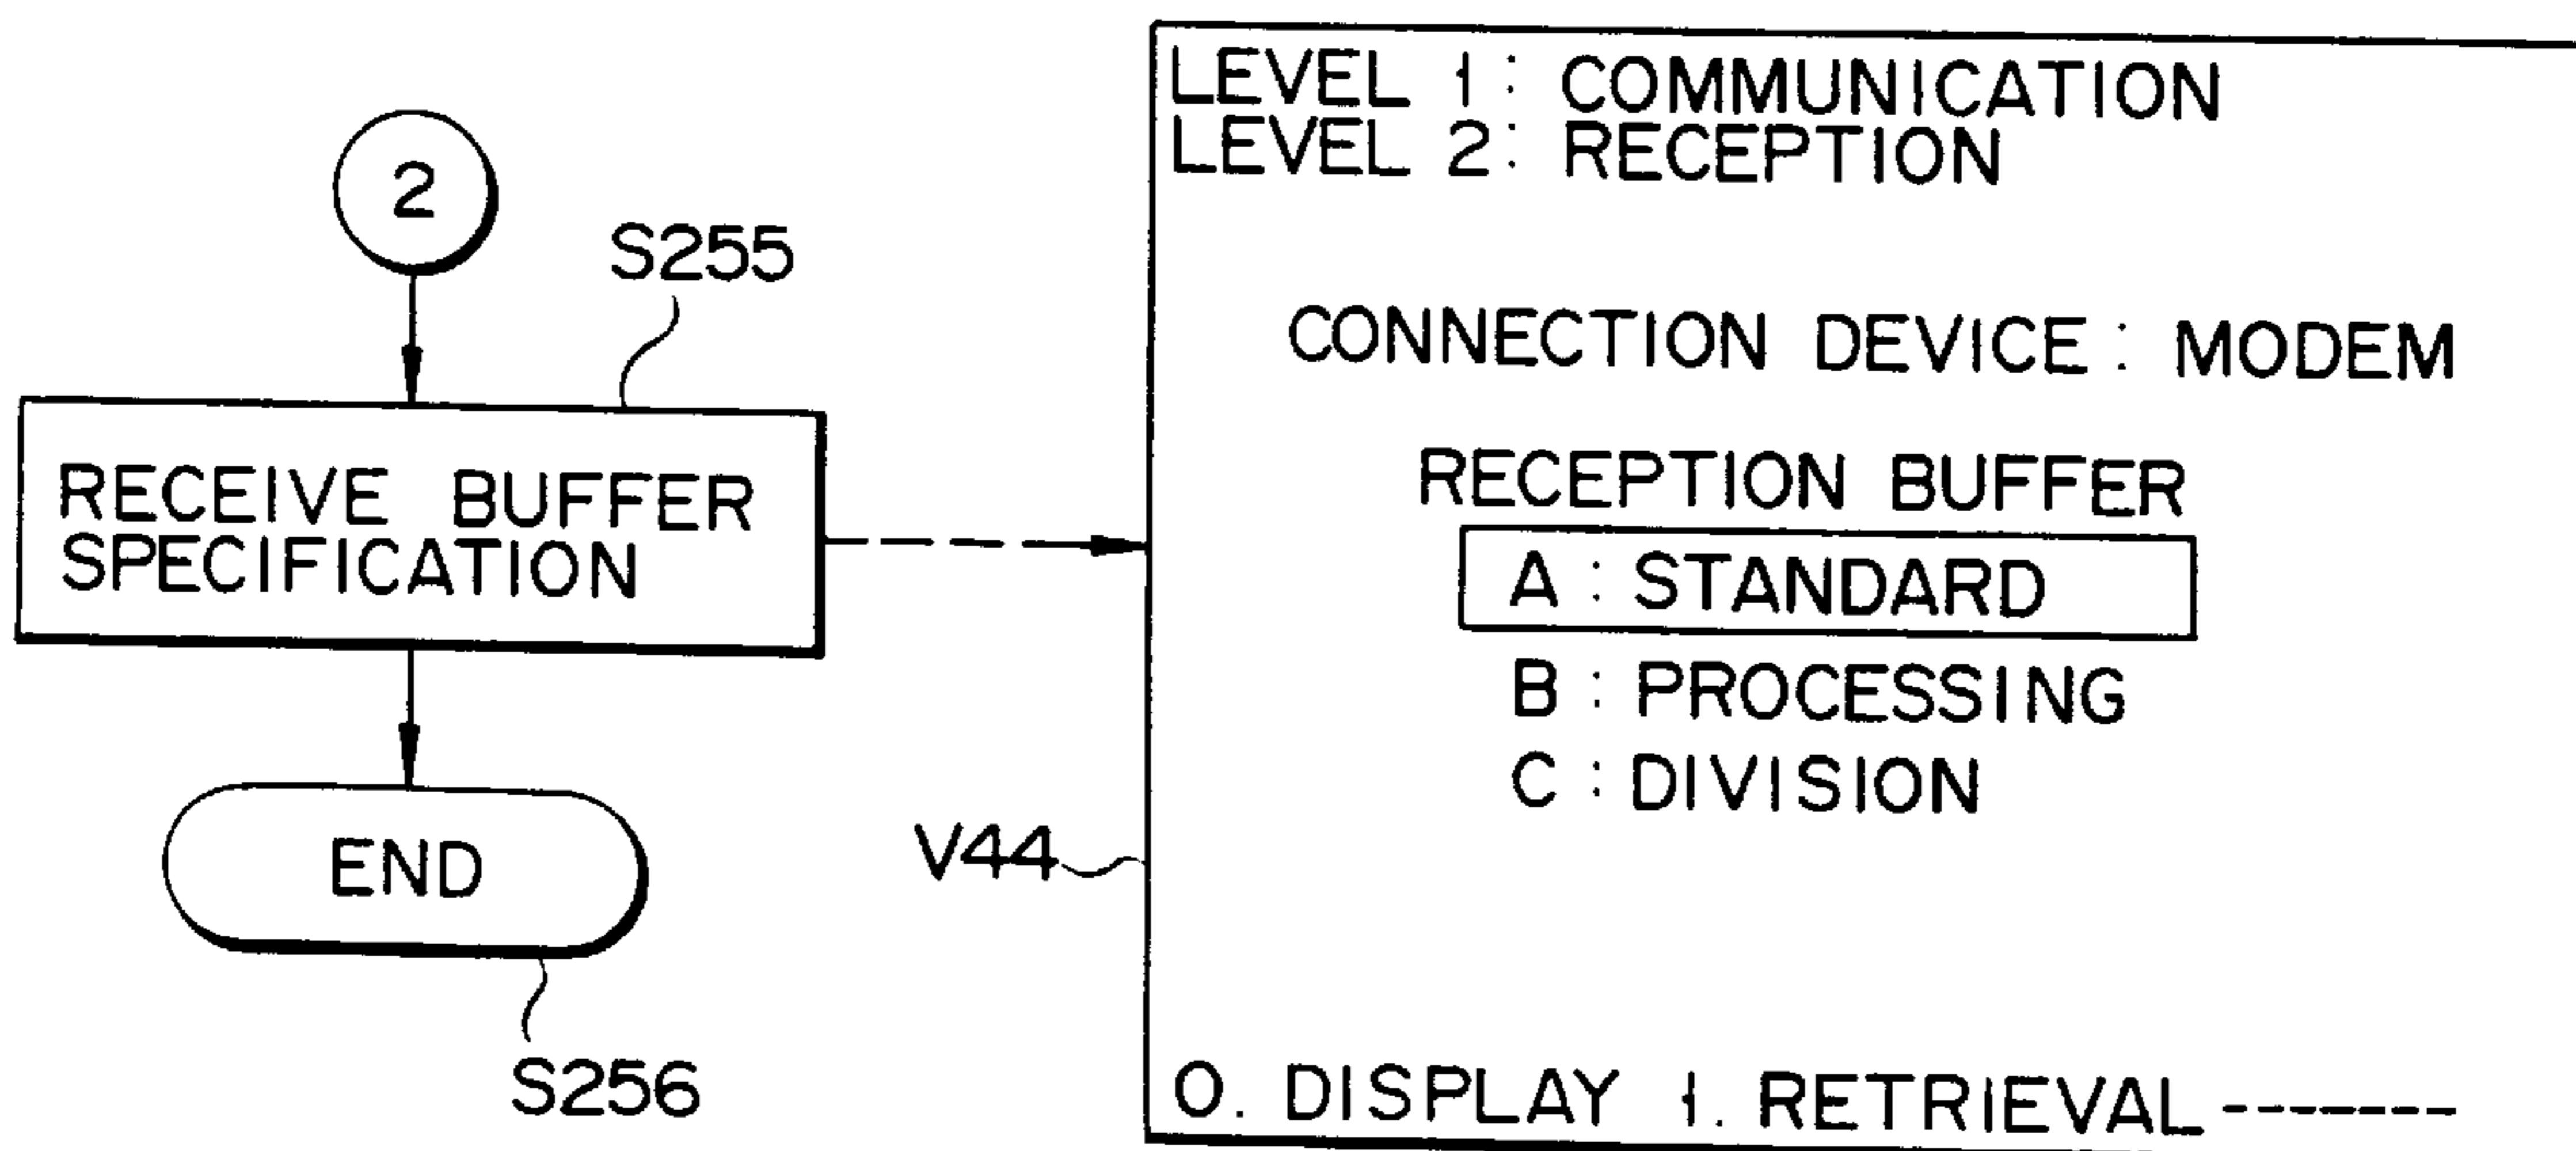 2
S255
RECEIVE BUFFER
SPECIFICATION
END
S256
V44
LEVEL 1: COMMUNICATION
LEVEL 2: RECEPTION
CONNECTION DEVICE: MODEM
RECEPTION BUFFER
A: STANDARD
B: PROCESSING
C: DIVISION
0. DISPLAY 1. RETRIEVAL -------